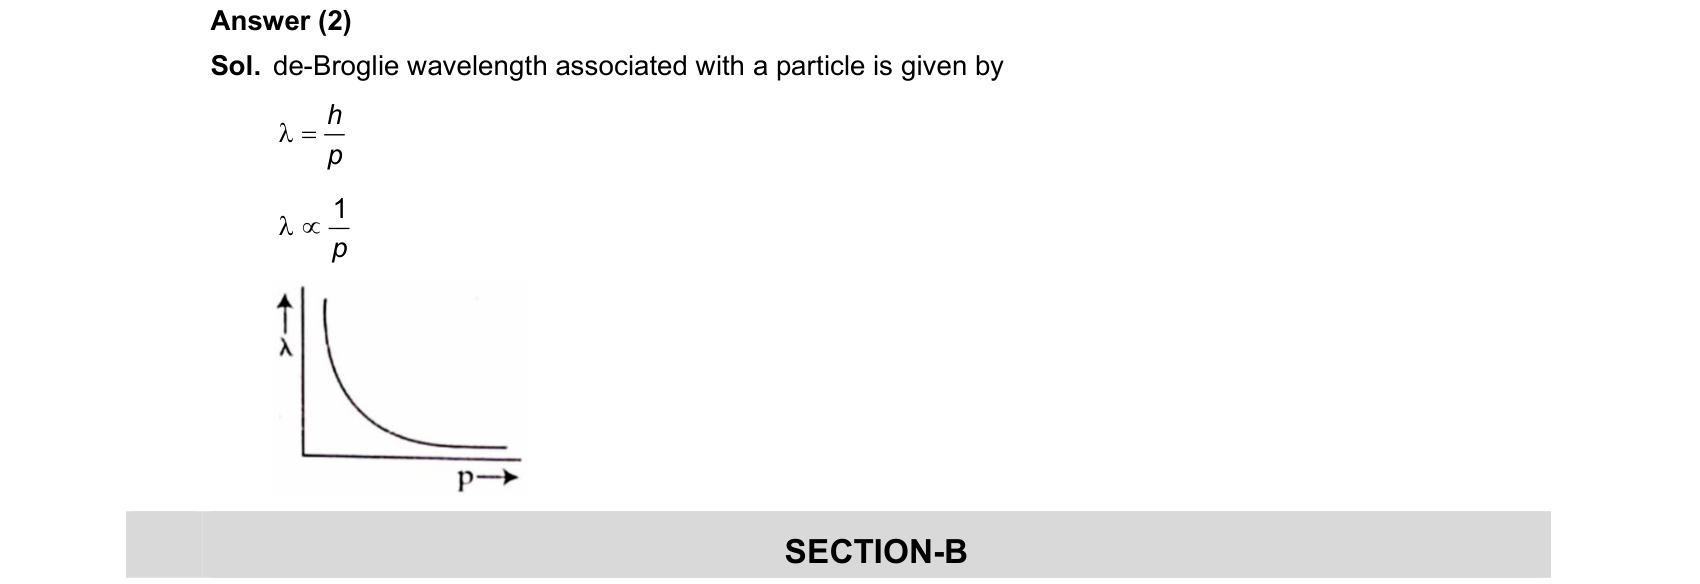 Answer (2)
Sol. de-Broglie wavelength associated with a particle is given by
λ = h/p
λ ∝ 1/p
λ
p
SECTION-B